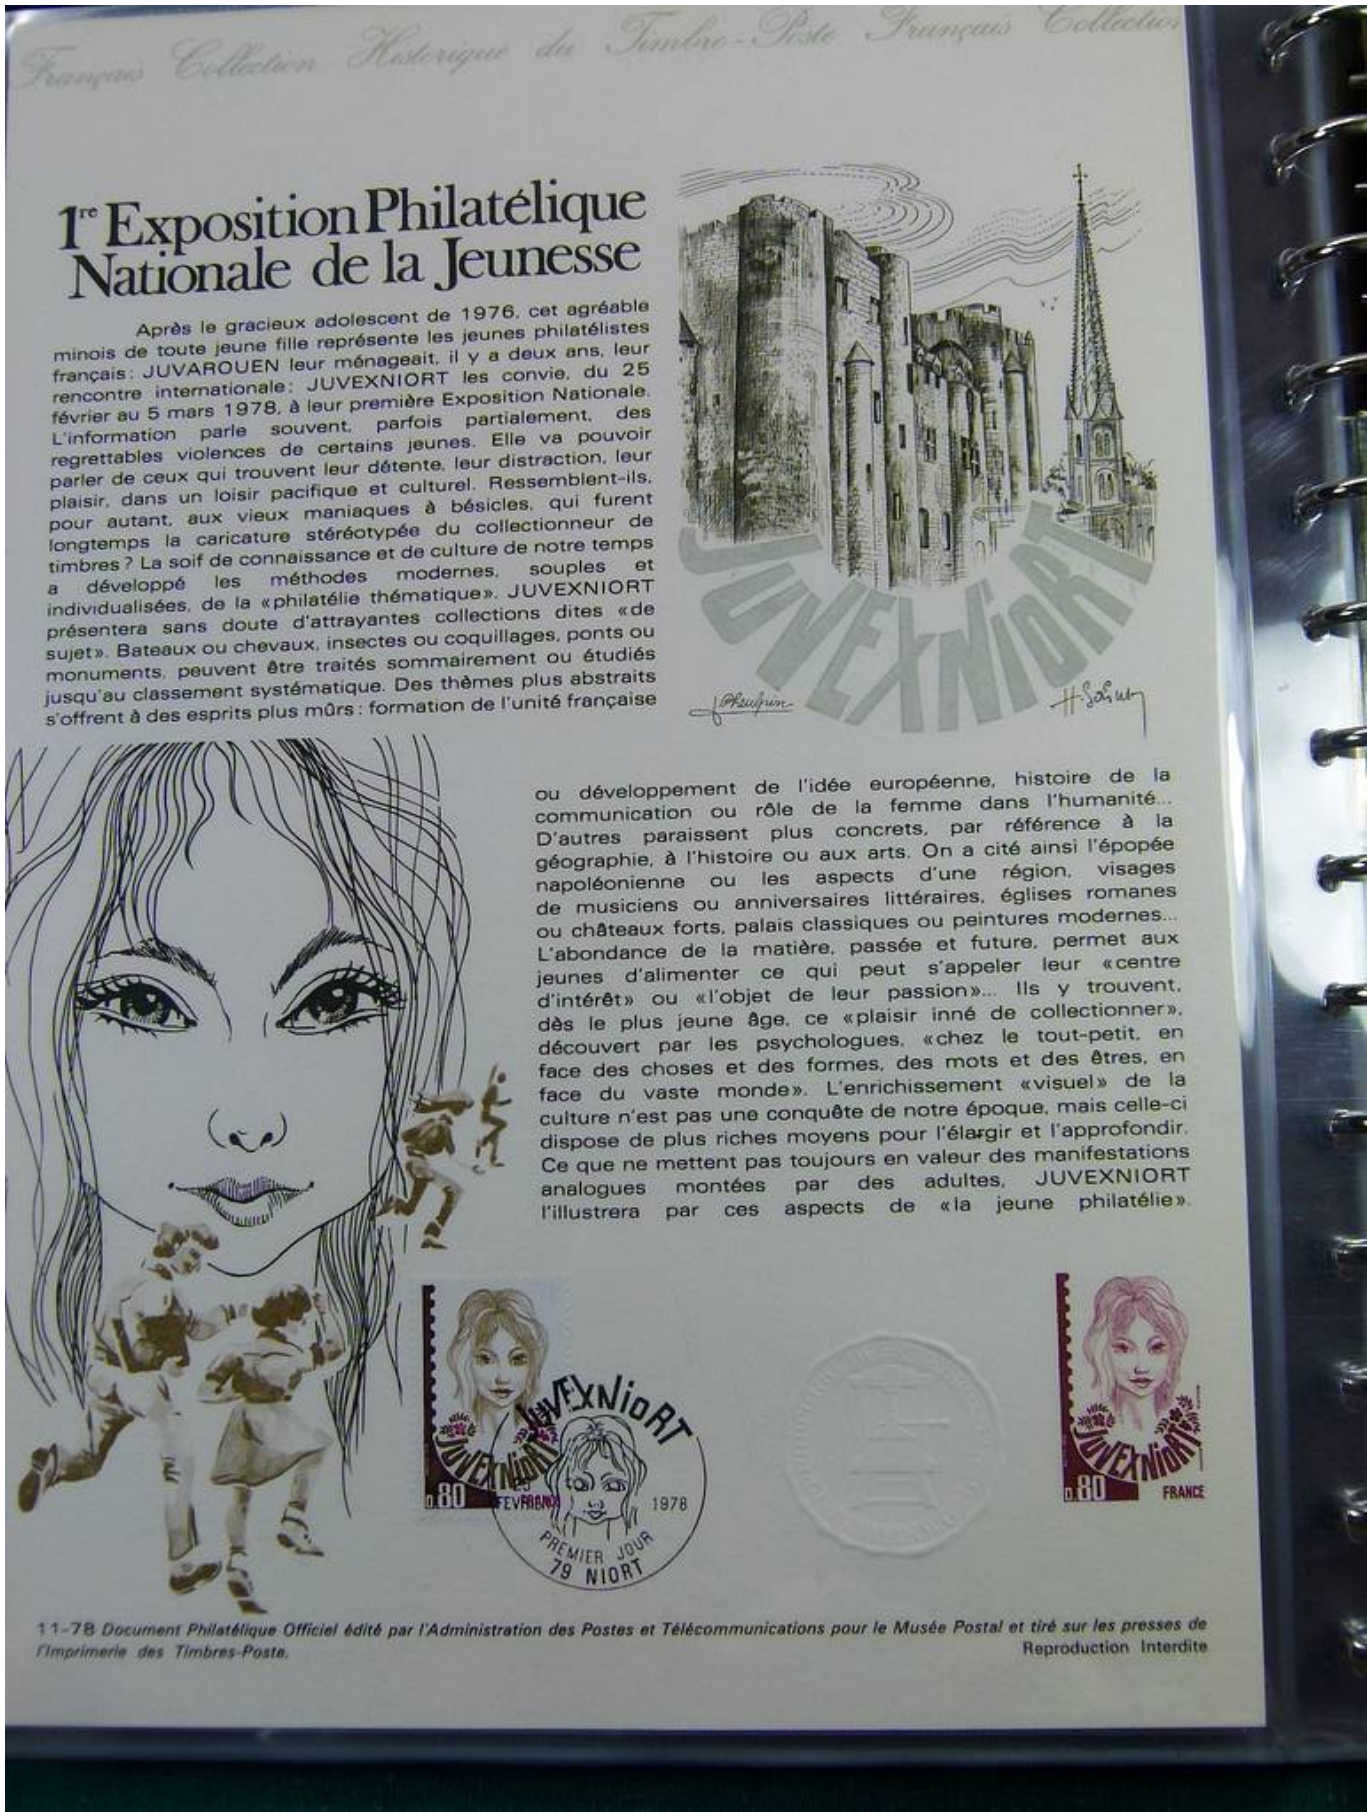 Français Collection Historique du Timbre-Poste Français Collection
1re Exposition Philatélique
Nationale de la Jeunesse
Après le gracieux adolescent de 1976, cet agréable
minois de toute jeune fille représente les jeunes philatélistes
français: JUVAROUEN leur ménageait, il y a deux ans, leur
rencontre internationale; JUVEXNIORT les convie, du 25
février au 5 mars 1978, à leur première Exposition Nationale.
L'information parle souvent, parfois partialement, des
regrettables violences de certains jeunes. Elle va pouvoir
parler de ceux qui trouvent leur détente, leur distraction, leur
plaisir, dans un loisir pacifique et culturel. Ressemblent-ils,
pour autant, aux vieux maniaques à bésicles, qui furent
longtemps la caricature stéréotypée du collectionneur de
timbres? La soif de connaissance et de culture de notre temps
a développé les méthodes modernes, souples et
individualisées, de la «philatélie thématique». JUVEXNIORT
présentera sans doute d'attrayantes collections dites «de
sujet». Bateaux ou chevaux, insectes ou coquillages, ponts ou
monuments, peuvent être traités sommairement ou étudiés
jusqu'au classement systématique. Des thèmes plus abstraits
s'offrent à des esprits plus mûrs: formation de l'unité française
JUVEXNiORT
ou développement de l'idée européenne, histoire de la
communication ou rôle de la femme dans l'humanité...
D'autres paraissent plus concrets, par référence à la
géographie, à l'histoire ou aux arts. On a cité ainsi l'épopée
napoléonienne ou les aspects d'une région, visages
de musiciens ou anniversaires littéraires, églises romanes
ou châteaux forts, palais classiques ou peintures modernes...
L'abondance de la matière, passée et future, permet aux
jeunes d'alimenter ce qui peut s'appeler leur «centre
d'intérêt» ou «l'objet de leur passion»... Ils y trouvent,
dès le plus jeune âge, ce «plaisir inné de collectionner»,
découvert par les psychologues, «chez le tout-petit, en
face des choses et des formes, des mots et des êtres, en
face du vaste monde». L'enrichissement «visuel» de la
culture n'est pas une conquête de notre époque, mais celle-ci
dispose de plus riches moyens pour l'élargir et l'approfondir.
Ce que ne mettent pas toujours en valeur des manifestations
analogues montées par des adultes, JUVEXNIORT
l'illustrera par ces aspects de «la jeune philatélie».
JUVEXNiORT
0.80
FRANCE
JUVEXNiORT
25
FEVRIER
1978
PREMIER JOUR
79 NIORT
JUVEXNiORT
0.80
FRANCE
11-78 Document Philatélique Officiel édité par l'Administration des Postes et Télécommunications pour le Musée Postal et tiré sur les presses de
l'Imprimerie des Timbres-Poste.
Reproduction Interdite